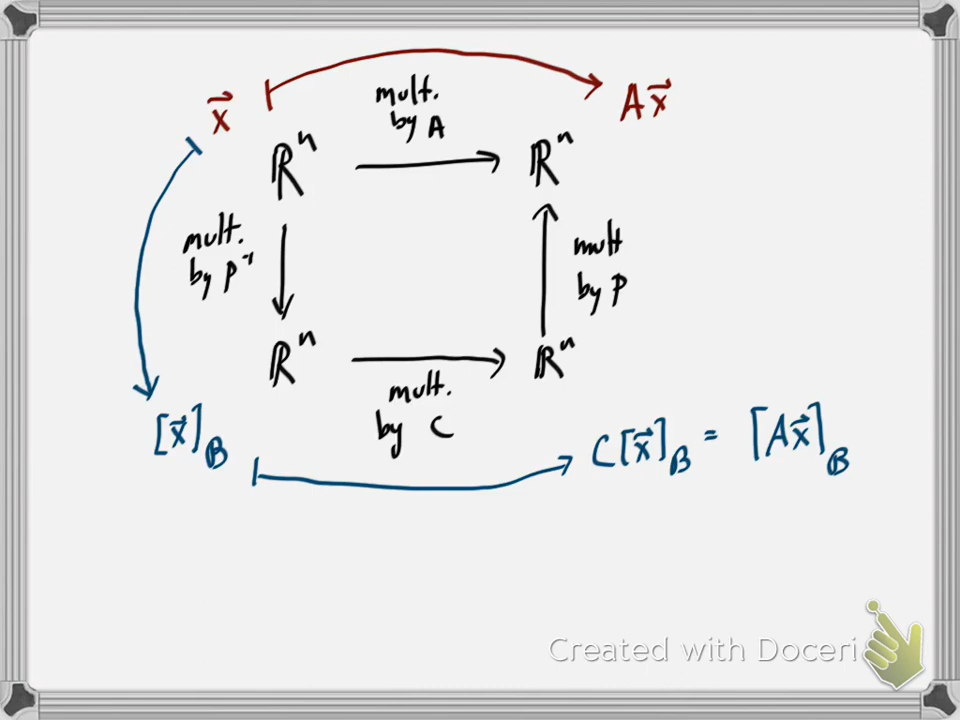 x⃗ Ax⃗
mult.
by A
ℝⁿ ℝⁿ
mult.
by P⁻¹
mult
by P
ℝⁿ ℝⁿ
mult.
by C
[x⃗]_B C[x⃗]_B = [Ax⃗]_B
Created with Doceri